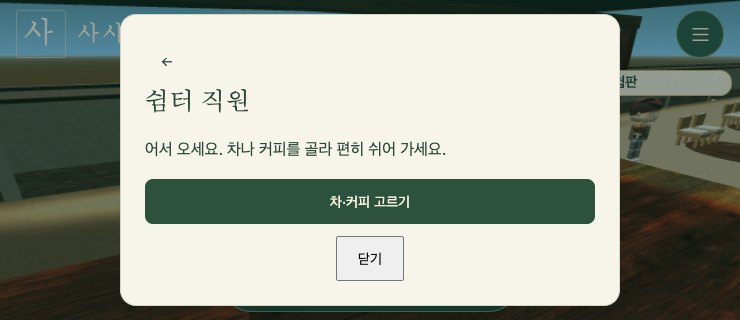 사
←
쉼터 직원
어서 오세요. 차나 커피를 골라 편히 쉬어 가세요.
차·커피 고르기
닫기